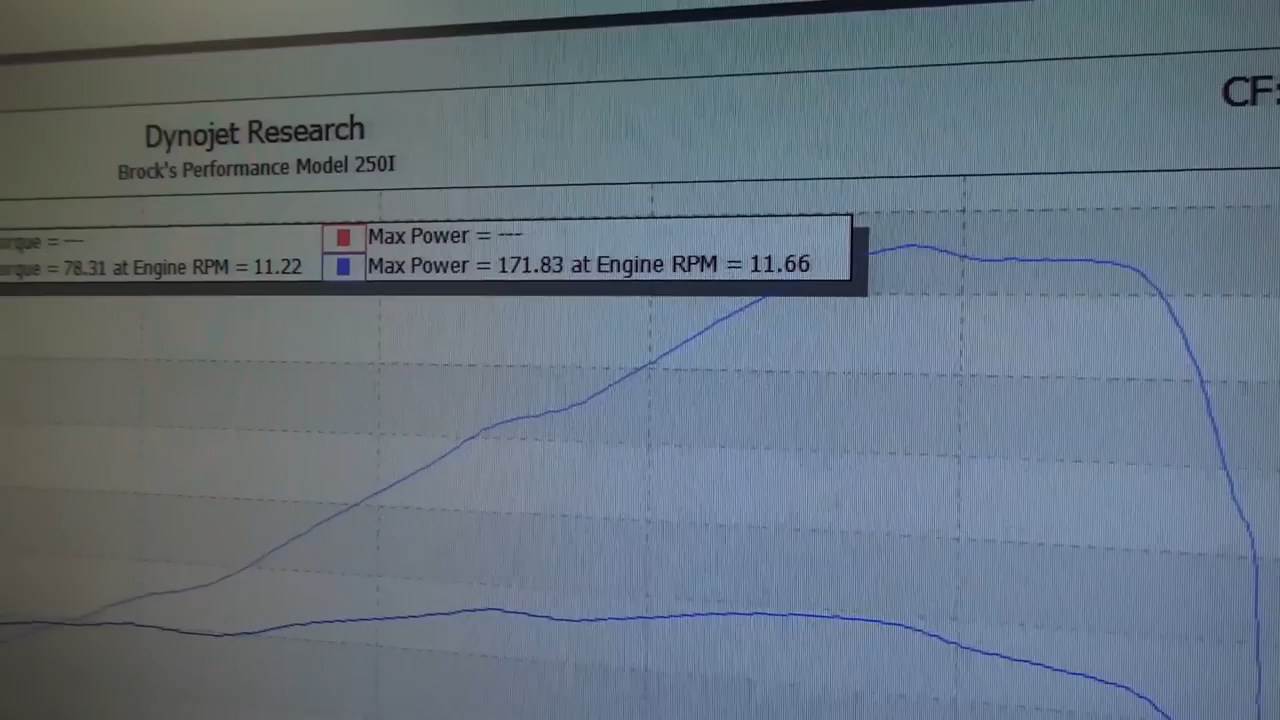 CF:
Dynojet Research
Brock's Performance Model 250I
= --- Max Power = ---
= 78.31 at Engine RPM = 11.22 Max Power = 171.83 at Engine RPM = 11.66